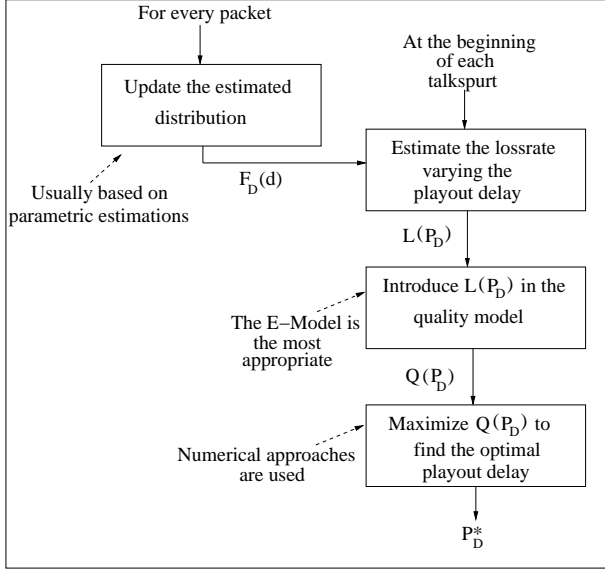 For every packet
Update the estimated
distribution
Usually based on
parametric estimations
F_D(d)
At the beginning
of each
talkspurt
Estimate the lossrate
varying the
playout delay
L(P_D)
Introduce L(P_D) in the
quality model
The E−Model is
the most
appropriate
Q(P_D)
Maximize Q(P_D) to
find the optimal
playout delay
Numerical approaches
are used
P_D^*